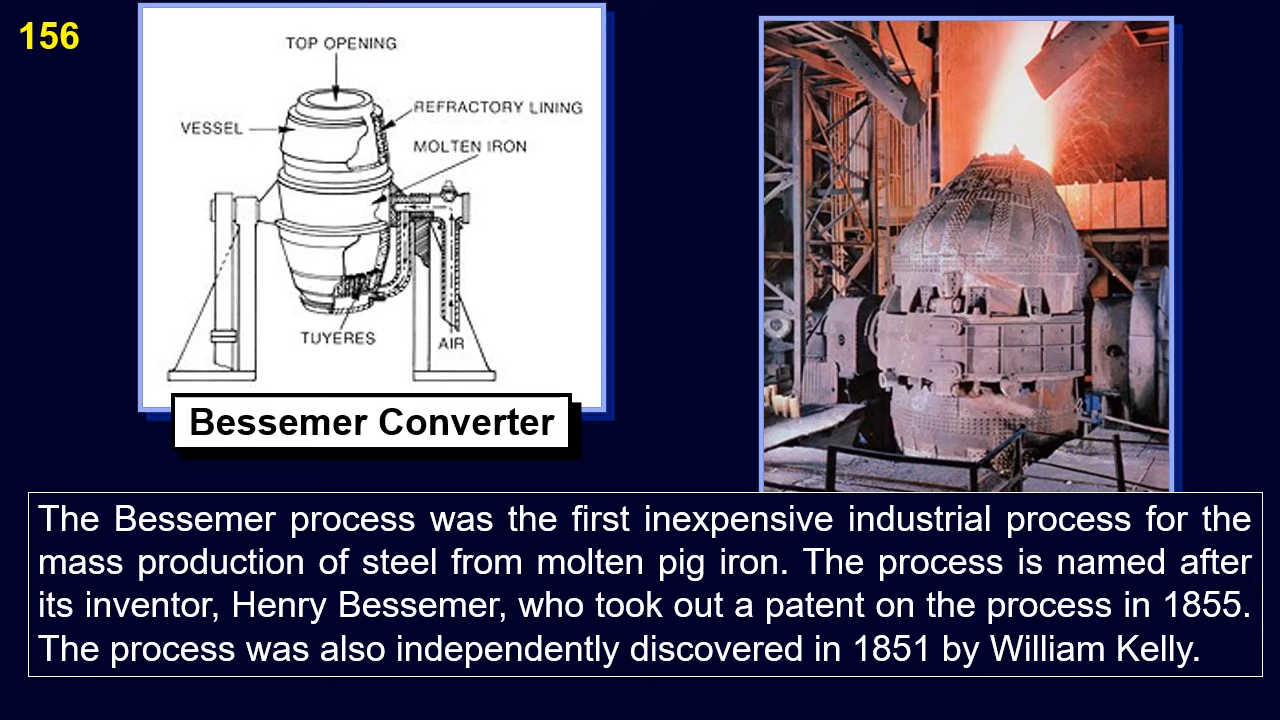 156
TOP OPENING
REFRACTORY LINING
VESSEL
MOLTEN IRON
TUYERES
AIR
Bessemer Converter
The Bessemer process was the first inexpensive industrial process for the
mass production of steel from molten pig iron. The process is named after
its inventor, Henry Bessemer, who took out a patent on the process in 1855.
The process was also independently discovered in 1851 by William Kelly.